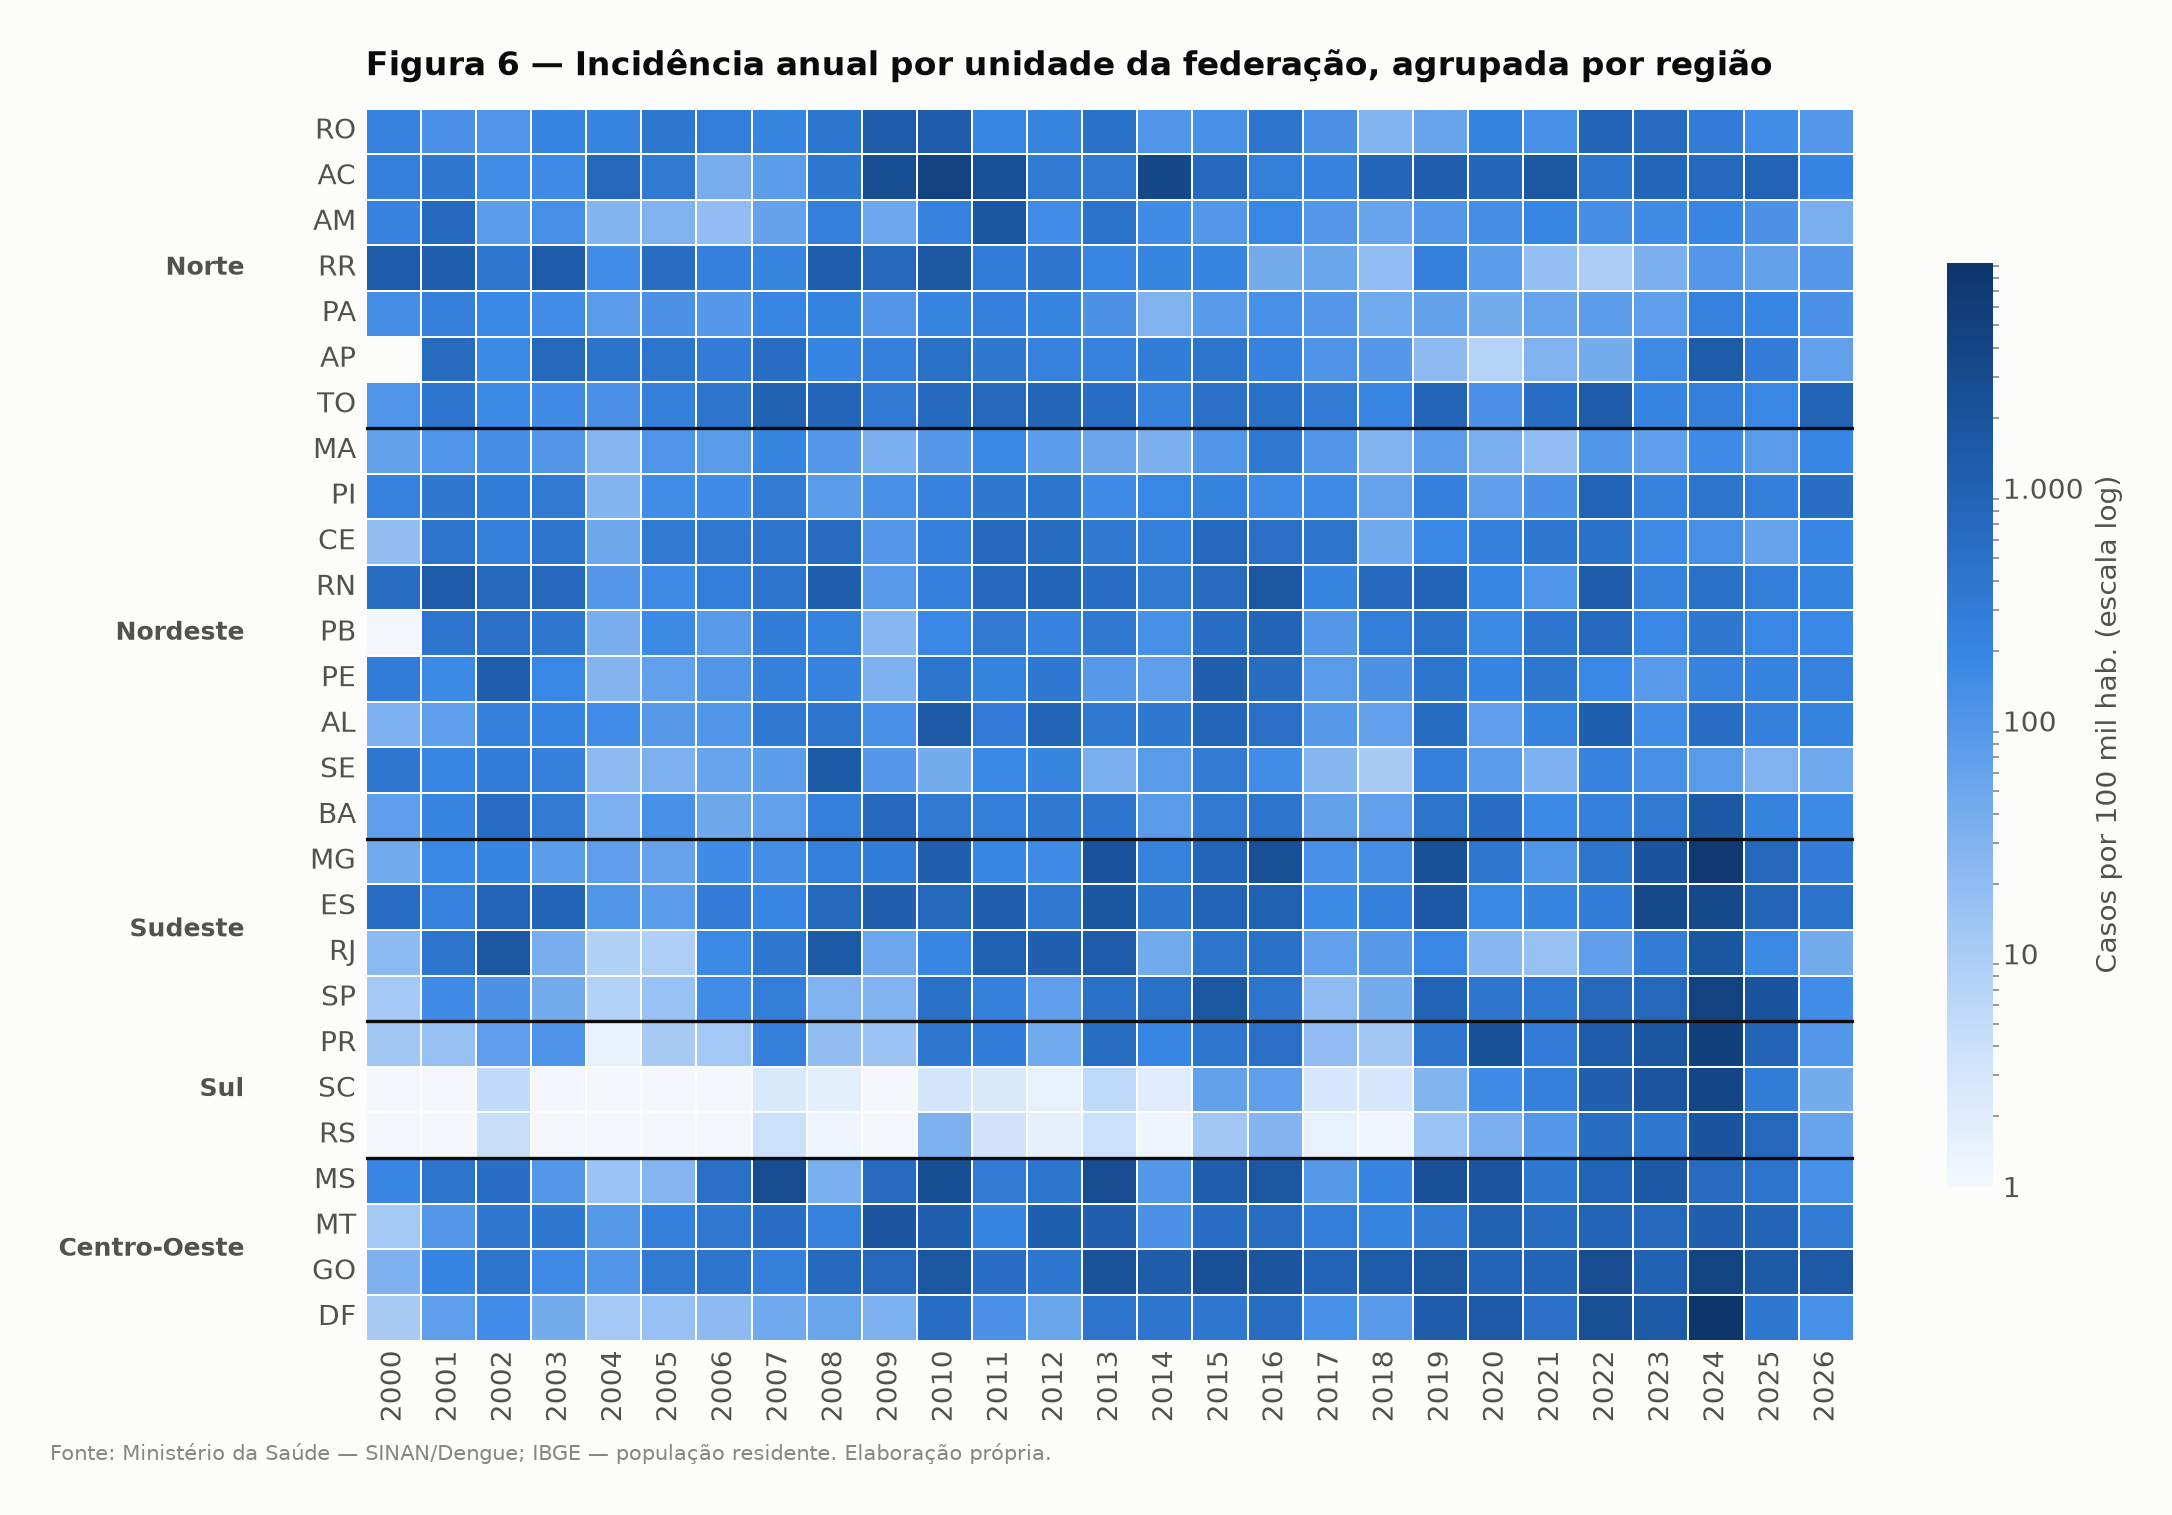 Figura 6 — Incidência anual por unidade da federação, agrupada por região
Norte
RO
AC
AM
RR
PA
AP
TO
Nordeste
MA
PI
CE
RN
PB
PE
AL
SE
BA
Sudeste
MG
ES
RJ
SP
Sul
PR
SC
RS
Centro-Oeste
MS
MT
GO
DF
2000 2001 2002 2003 2004 2005 2006 2007 2008 2009 2010 2011 2012 2013 2014 2015 2016 2017 2018 2019 2020 2021 2022 2023 2024 2025 2026
1.000
100
10
1
Casos por 100 mil hab. (escala log)
Fonte: Ministério da Saúde — SINAN/Dengue; IBGE — população residente. Elaboração própria.